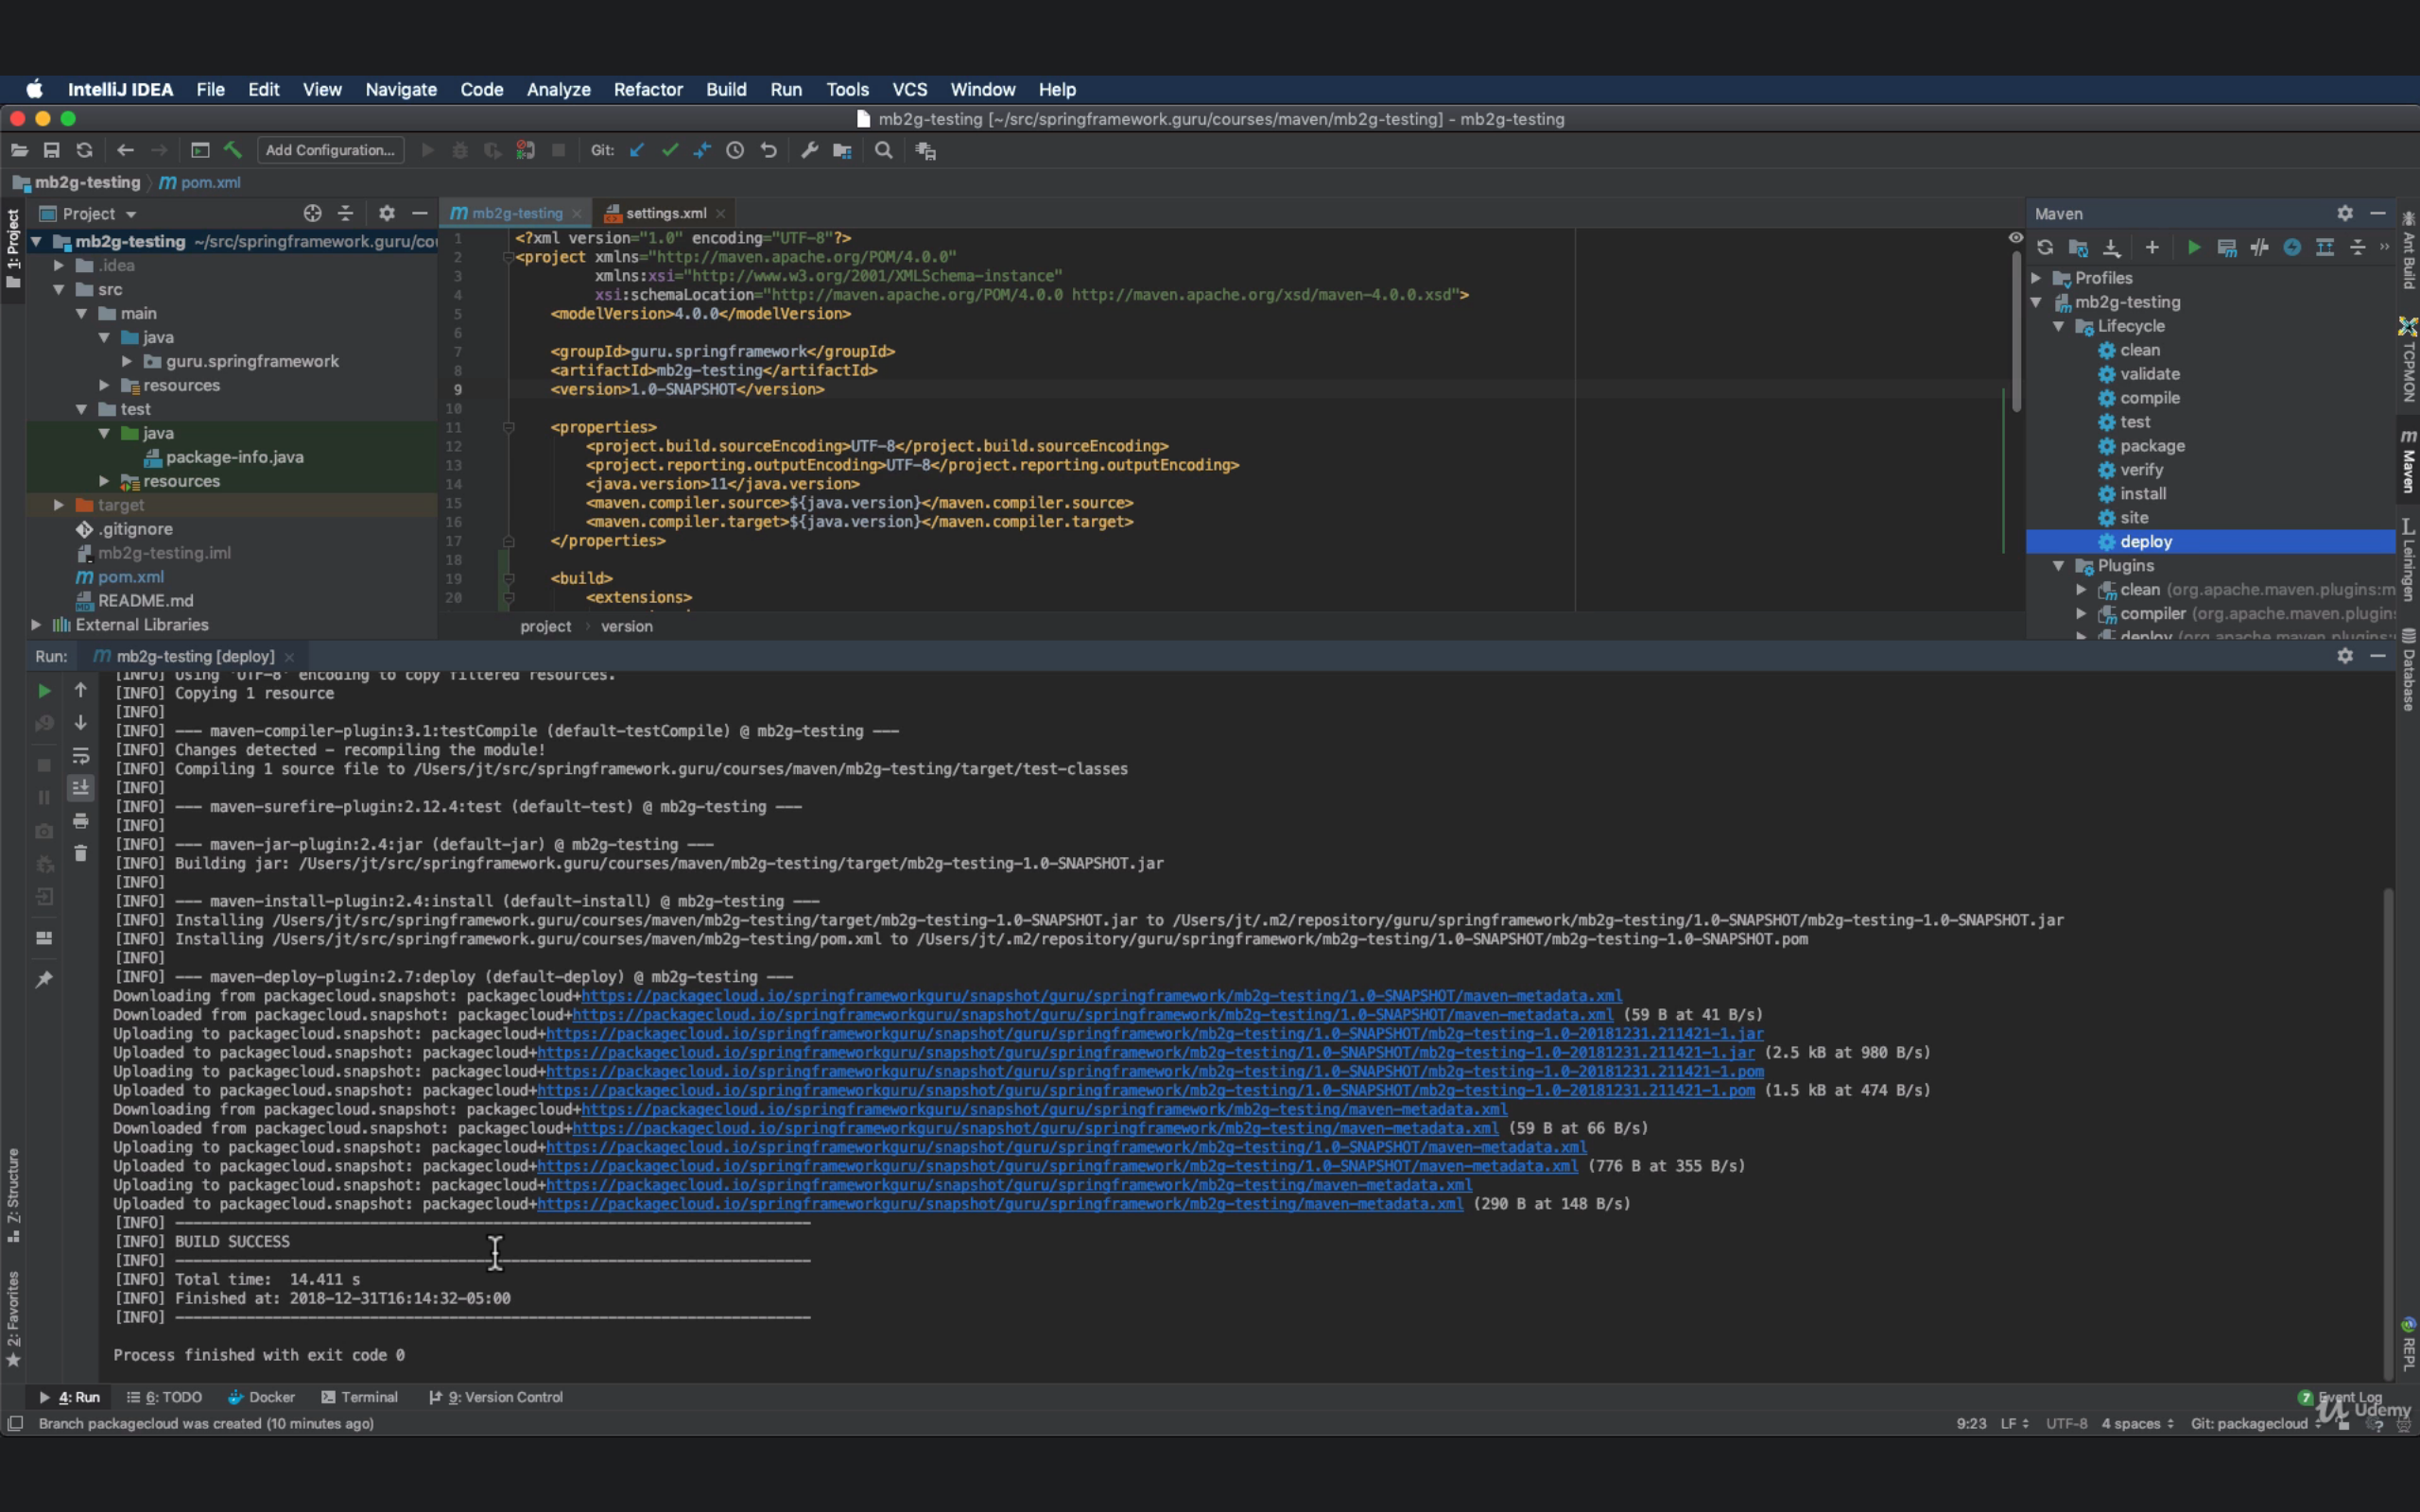 IntelliJ IDEA File Edit View Navigate Code Analyze Refactor Build Run Tools VCS Window Help
mb2g-testing [~/src/springframework.guru/courses/maven/mb2g-testing] - mb2g-testing
Add Configuration... Git:
mb2g-testing pom.xml
Project mb2g-testing settings.xml Maven
1: Project
mb2g-testing ~/src/springframework.guru/cou
.idea
src
main
java
guru.springframework
resources
test
java
package-info.java
resources
target
.gitignore
mb2g-testing.iml
pom.xml
README.md
External Libraries
1 <?xml version="1.0" encoding="UTF-8"?>
2 <project xmlns="http://maven.apache.org/POM/4.0.0"
3 xmlns:xsi="http://www.w3.org/2001/XMLSchema-instance"
4 xsi:schemaLocation="http://maven.apache.org/POM/4.0.0 http://maven.apache.org/xsd/maven-4.0.0.xsd">
5 <modelVersion>4.0.0</modelVersion>
6
7 <groupId>guru.springframework</groupId>
8 <artifactId>mb2g-testing</artifactId>
9 <version>1.0-SNAPSHOT</version>
10
11 <properties>
12 <project.build.sourceEncoding>UTF-8</project.build.sourceEncoding>
13 <project.reporting.outputEncoding>UTF-8</project.reporting.outputEncoding>
14 <java.version>11</java.version>
15 <maven.compiler.source>${java.version}</maven.compiler.source>
16 <maven.compiler.target>${java.version}</maven.compiler.target>
17 </properties>
18
19 <build>
20 <extensions>
project version
Profiles
mb2g-testing
Lifecycle
clean
validate
compile
test
package
verify
install
site
deploy
Plugins
clean (org.apache.maven.plugins:m
compiler (org.apache.maven.plugins:
deploy (org.apache.maven.plugins:
Ant Build
TCPMON
Maven
Leiningen
Database
REPL
Run: mb2g-testing [deploy]
[INFO] Using 'UTF-8' encoding to copy filtered resources.
[INFO] Copying 1 resource
[INFO]
[INFO] --- maven-compiler-plugin:3.1:testCompile (default-testCompile) @ mb2g-testing ---
[INFO] Changes detected - recompiling the module!
[INFO] Compiling 1 source file to /Users/jt/src/springframework.guru/courses/maven/mb2g-testing/target/test-classes
[INFO]
[INFO] --- maven-surefire-plugin:2.12.4:test (default-test) @ mb2g-testing ---
[INFO]
[INFO] --- maven-jar-plugin:2.4:jar (default-jar) @ mb2g-testing ---
[INFO] Building jar: /Users/jt/src/springframework.guru/courses/maven/mb2g-testing/target/mb2g-testing-1.0-SNAPSHOT.jar
[INFO]
[INFO] --- maven-install-plugin:2.4:install (default-install) @ mb2g-testing ---
[INFO] Installing /Users/jt/src/springframework.guru/courses/maven/mb2g-testing/target/mb2g-testing-1.0-SNAPSHOT.jar to /Users/jt/.m2/repository/guru/springframework/mb2g-testing/1.0-SNAPSHOT/mb2g-testing-1.0-SNAPSHOT.jar
[INFO] Installing /Users/jt/src/springframework.guru/courses/maven/mb2g-testing/pom.xml to /Users/jt/.m2/repository/guru/springframework/mb2g-testing/1.0-SNAPSHOT/mb2g-testing-1.0-SNAPSHOT.pom
[INFO]
[INFO] --- maven-deploy-plugin:2.7:deploy (default-deploy) @ mb2g-testing ---
Downloading from packagecloud.snapshot: packagecloud+https://packagecloud.io/springframeworkguru/snapshot/guru/springframework/mb2g-testing/1.0-SNAPSHOT/maven-metadata.xml
Downloaded from packagecloud.snapshot: packagecloud+https://packagecloud.io/springframeworkguru/snapshot/guru/springframework/mb2g-testing/1.0-SNAPSHOT/maven-metadata.xml (59 B at 41 B/s)
Uploading to packagecloud.snapshot: packagecloud+https://packagecloud.io/springframeworkguru/snapshot/guru/springframework/mb2g-testing/1.0-SNAPSHOT/mb2g-testing-1.0-20181231.211421-1.jar
Uploaded to packagecloud.snapshot: packagecloud+https://packagecloud.io/springframeworkguru/snapshot/guru/springframework/mb2g-testing/1.0-SNAPSHOT/mb2g-testing-1.0-20181231.211421-1.jar (2.5 kB at 980 B/s)
Uploading to packagecloud.snapshot: packagecloud+https://packagecloud.io/springframeworkguru/snapshot/guru/springframework/mb2g-testing/1.0-SNAPSHOT/mb2g-testing-1.0-20181231.211421-1.pom
Uploaded to packagecloud.snapshot: packagecloud+https://packagecloud.io/springframeworkguru/snapshot/guru/springframework/mb2g-testing/1.0-SNAPSHOT/mb2g-testing-1.0-20181231.211421-1.pom (1.5 kB at 474 B/s)
Downloading from packagecloud.snapshot: packagecloud+https://packagecloud.io/springframeworkguru/snapshot/guru/springframework/mb2g-testing/maven-metadata.xml
Downloaded from packagecloud.snapshot: packagecloud+https://packagecloud.io/springframeworkguru/snapshot/guru/springframework/mb2g-testing/maven-metadata.xml (59 B at 66 B/s)
Uploading to packagecloud.snapshot: packagecloud+https://packagecloud.io/springframeworkguru/snapshot/guru/springframework/mb2g-testing/1.0-SNAPSHOT/maven-metadata.xml
Uploaded to packagecloud.snapshot: packagecloud+https://packagecloud.io/springframeworkguru/snapshot/guru/springframework/mb2g-testing/1.0-SNAPSHOT/maven-metadata.xml (776 B at 355 B/s)
Uploading to packagecloud.snapshot: packagecloud+https://packagecloud.io/springframeworkguru/snapshot/guru/springframework/mb2g-testing/maven-metadata.xml
Uploaded to packagecloud.snapshot: packagecloud+https://packagecloud.io/springframeworkguru/snapshot/guru/springframework/mb2g-testing/maven-metadata.xml (290 B at 148 B/s)
[INFO] ------------------------------------------------------------------------
[INFO] BUILD SUCCESS
[INFO] ------------------------------------------------------------------------
[INFO] Total time: 14.411 s
[INFO] Finished at: 2018-12-31T16:14:32-05:00
[INFO] ------------------------------------------------------------------------
Process finished with exit code 0
Z: Structure
2: Favorites
4: Run 6: TODO Docker Terminal 9: Version Control 7 Event Log
Branch packagecloud was created (10 minutes ago) 9:23 LF UTF-8 4 spaces Git: packagecloud
Udemy